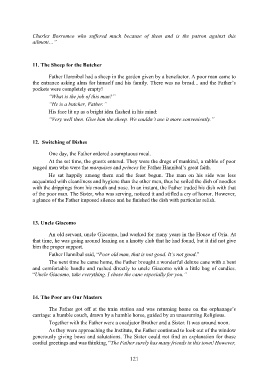 Charles Borromeo who suffered much because of them and is the patron against this
ailment…”
11. The Sheep for the Butcher
Father Hannibal had a sheep in the garden given by a benefactor. A poor man came to
the entrance asking alms for himself and his family. There was no bread , and the Father’s
pockets were completely empty!
“What is the job of this man?”
“He is a butcher, Father.”
His face lit up as a bright idea flashed in his mind:
“Very well then. Give him the sheep. We couldn’t use it more conveniently.”
12. Switching of Dishes
One day, the Father ordered a sumptuous meal.
At the set time, the guests entered. They were the dregs of mankind, a rabble of poor
ragged men who were the marquises and princes for Father Hannibal’s great faith.
He sat happily among them and the feast began. The man on his side was less
acquainted with cleanliness and hygiene than the other men, thus he soiled the dish of noodles
with the drippings from his mouth and nose. In an instant, the Father traded his dish with that
of the poor man. The Sister, who was serving, noticed it and stifled a cry of horror. However,
a glance of the Father imposed silence and he finished the dish with particular relish.
13. Uncle Giacomo
An old servant, uncle Giacomo, had worked for many years in the House of Oria. At
that time, he was going around leaning on a knotty club that he had found, but it did not give
him the proper support.
Father Hannibal said, “Poor old man, that is not good. It’s not good.”
The next time he came home, the Father brought a wonderful deluxe cane with a bent
and comfortable handle and rushed directly to uncle Giacomo with a little bag of candies.
“Uncle Giacomo, take everything. I chose the cane especially for you.”
14. The Poor are Our Masters
The Father got off at the train station and was returning home on the orphanage’s
carriage: a humble coach, drawn by a humble horse, guided by an unassuming Religious.
Together with the Father were a coadjutor Brother and a Sister. It was around noon.
As they were approaching the Institute, the Father continued to look out of the window
generously giving bows and salutations. The Sister could not find an explanation for those
cordial greetings and was thinking, “The Father surely has many friends in this town! However,
123